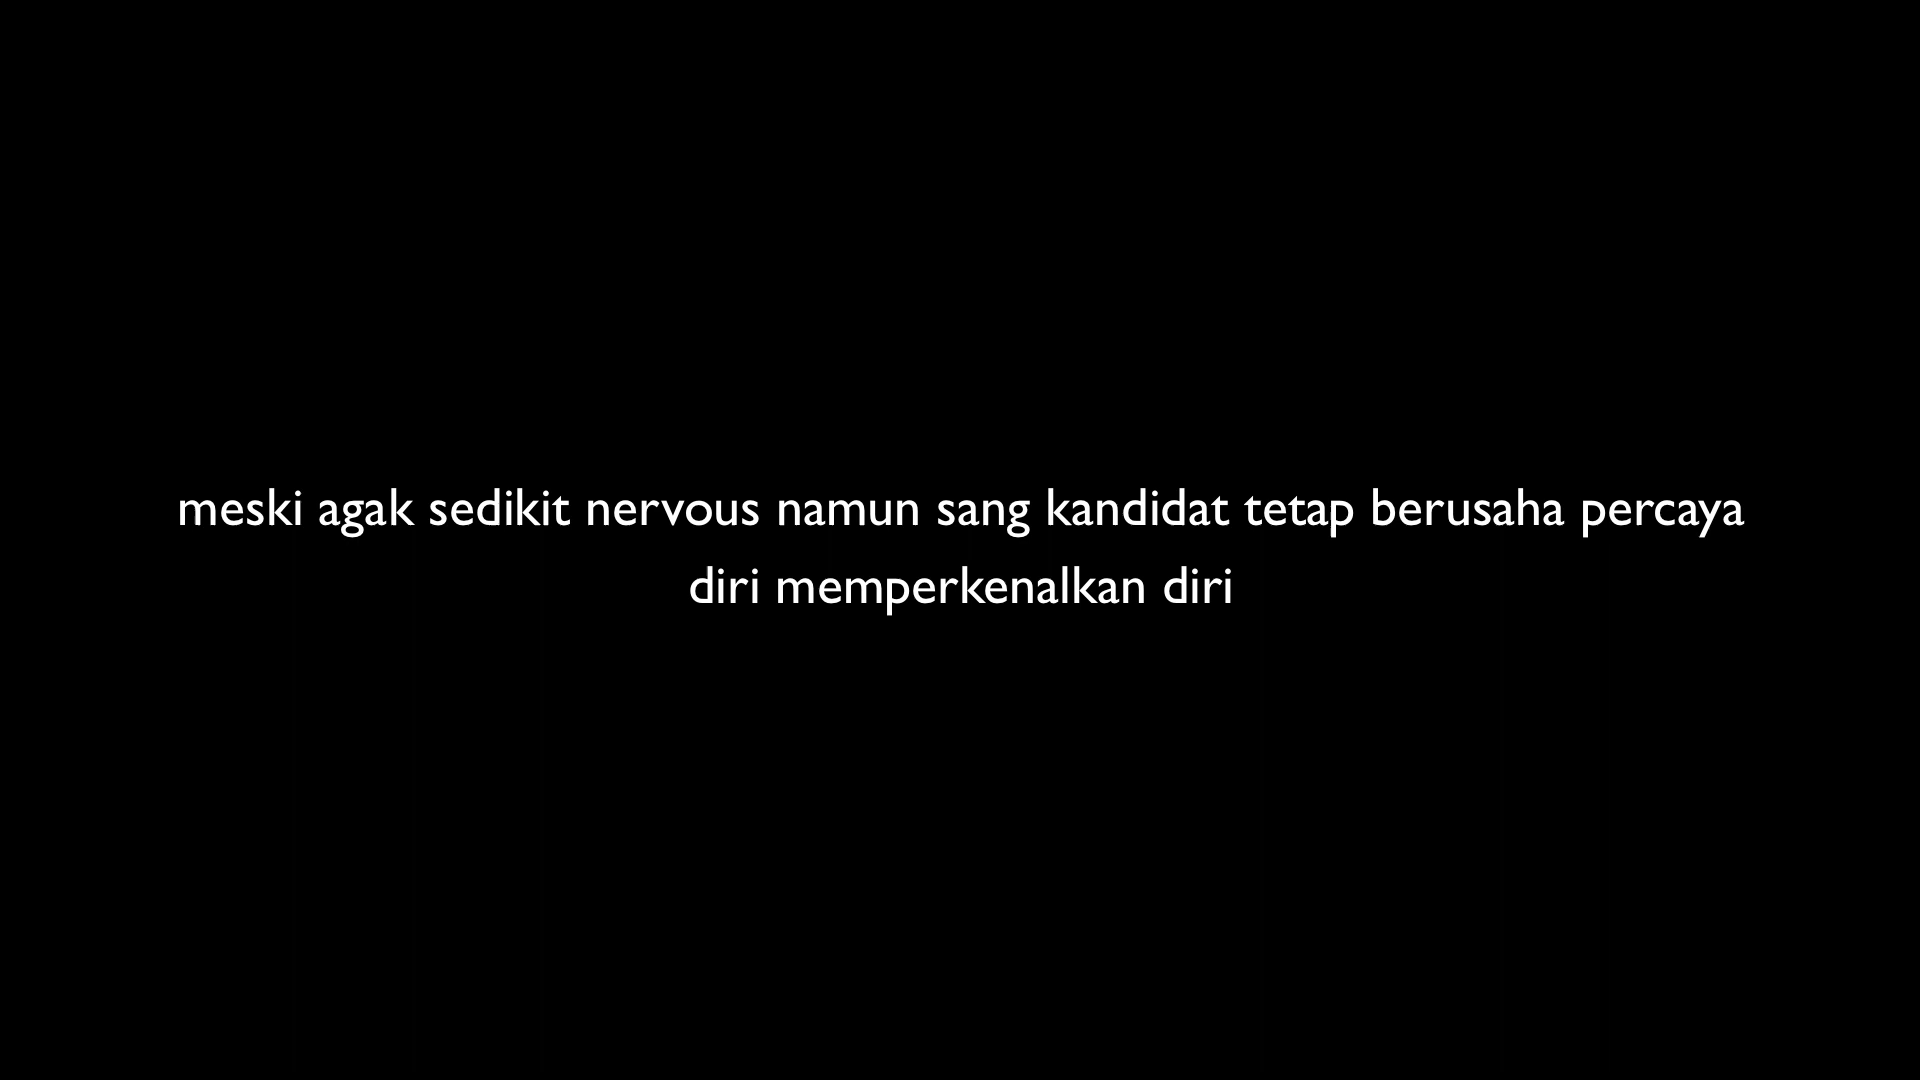 meski agak sedikit nervous namun sang kandidat tetap berusaha percaya
diri memperkenalkan diri